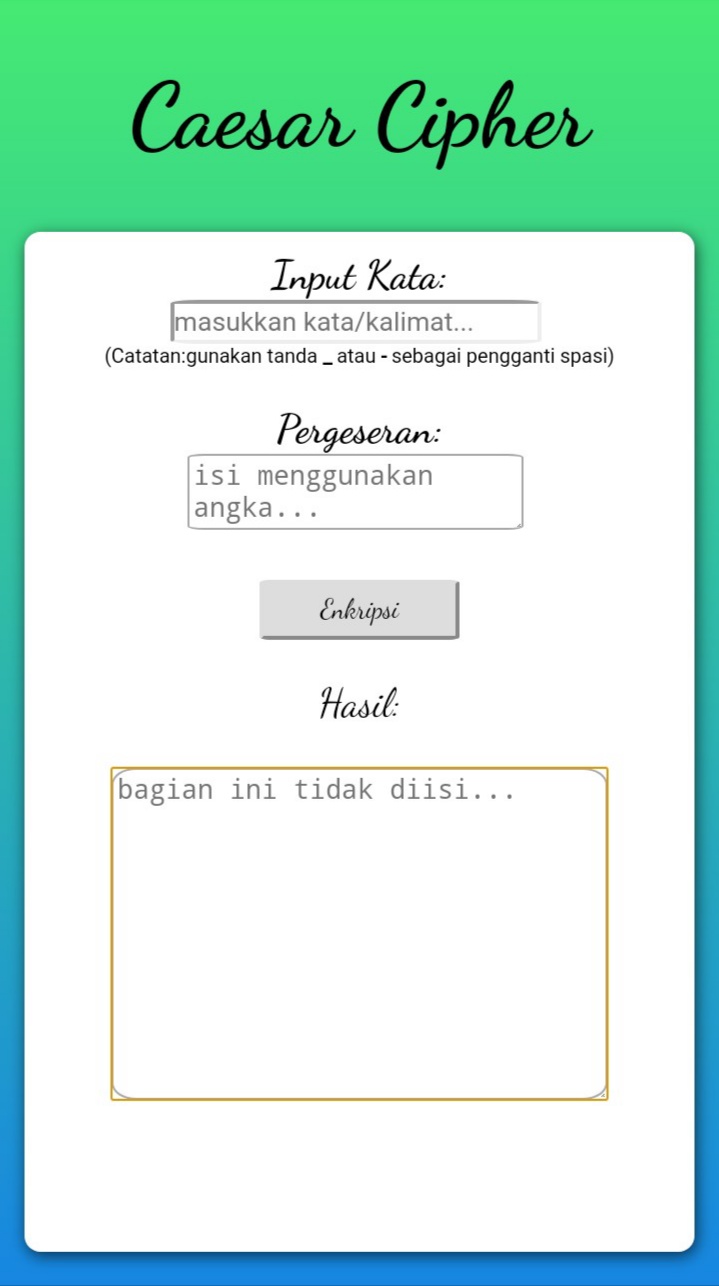 Caesar Cipher
Input Kata:
masukkan kata/kalimat...
(Catatan:gunakan tanda _ atau - sebagai pengganti spasi)
Pergeseran:
isi menggunakan
angka...
Enkripsi
Hasil:
bagian ini tidak diisi...